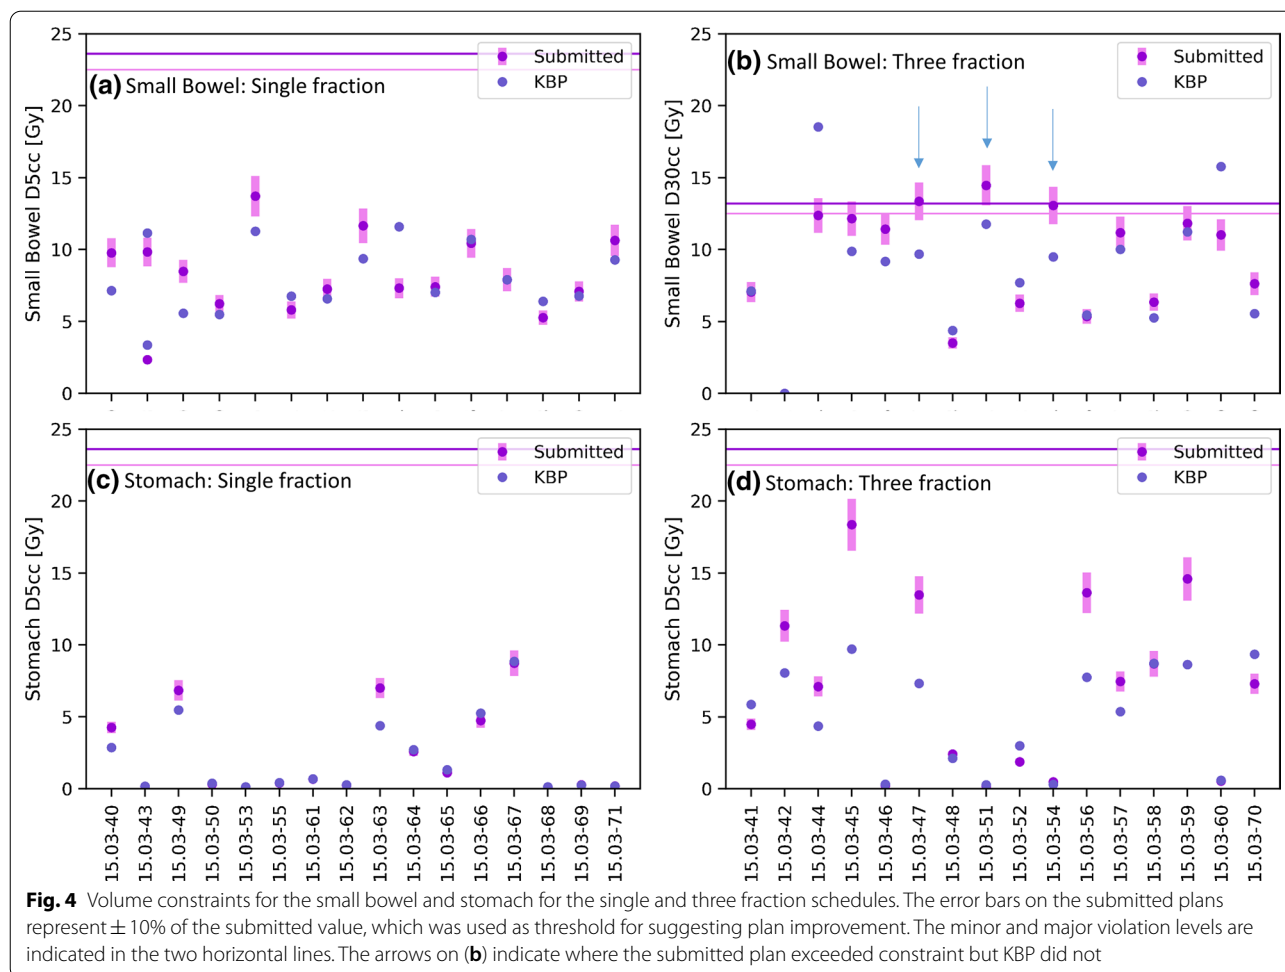 25
20
15
10
5
0
Small Bowel D5cc [Gy]
(a) Small Bowel: Single fraction
Submitted
KBP
25
20
15
10
5
0
Small Bowel D30cc [Gy]
(b) Small Bowel: Three fraction
Submitted
KBP
25
20
15
10
5
0
Stomach D5cc [Gy]
(c) Stomach: Single fraction
Submitted
KBP
15.03-40
15.03-43
15.03-49
15.03-50
15.03-53
15.03-55
15.03-61
15.03-62
15.03-63
15.03-64
15.03-65
15.03-66
15.03-67
15.03-68
15.03-69
15.03-71
25
20
15
10
5
0
Stomach D5cc [Gy]
(d) Stomach: Three fraction
Submitted
KBP
15.03-41
15.03-42
15.03-44
15.03-45
15.03-46
15.03-47
15.03-48
15.03-51
15.03-52
15.03-54
15.03-56
15.03-57
15.03-58
15.03-59
15.03-60
15.03-70
Fig. 4 Volume constraints for the small bowel and stomach for the single and three fraction schedules. The error bars on the submitted plans
represent ± 10% of the submitted value, which was used as threshold for suggesting plan improvement. The minor and major violation levels are
indicated in the two horizontal lines. The arrows on (b) indicate where the submitted plan exceeded constraint but KBP did not